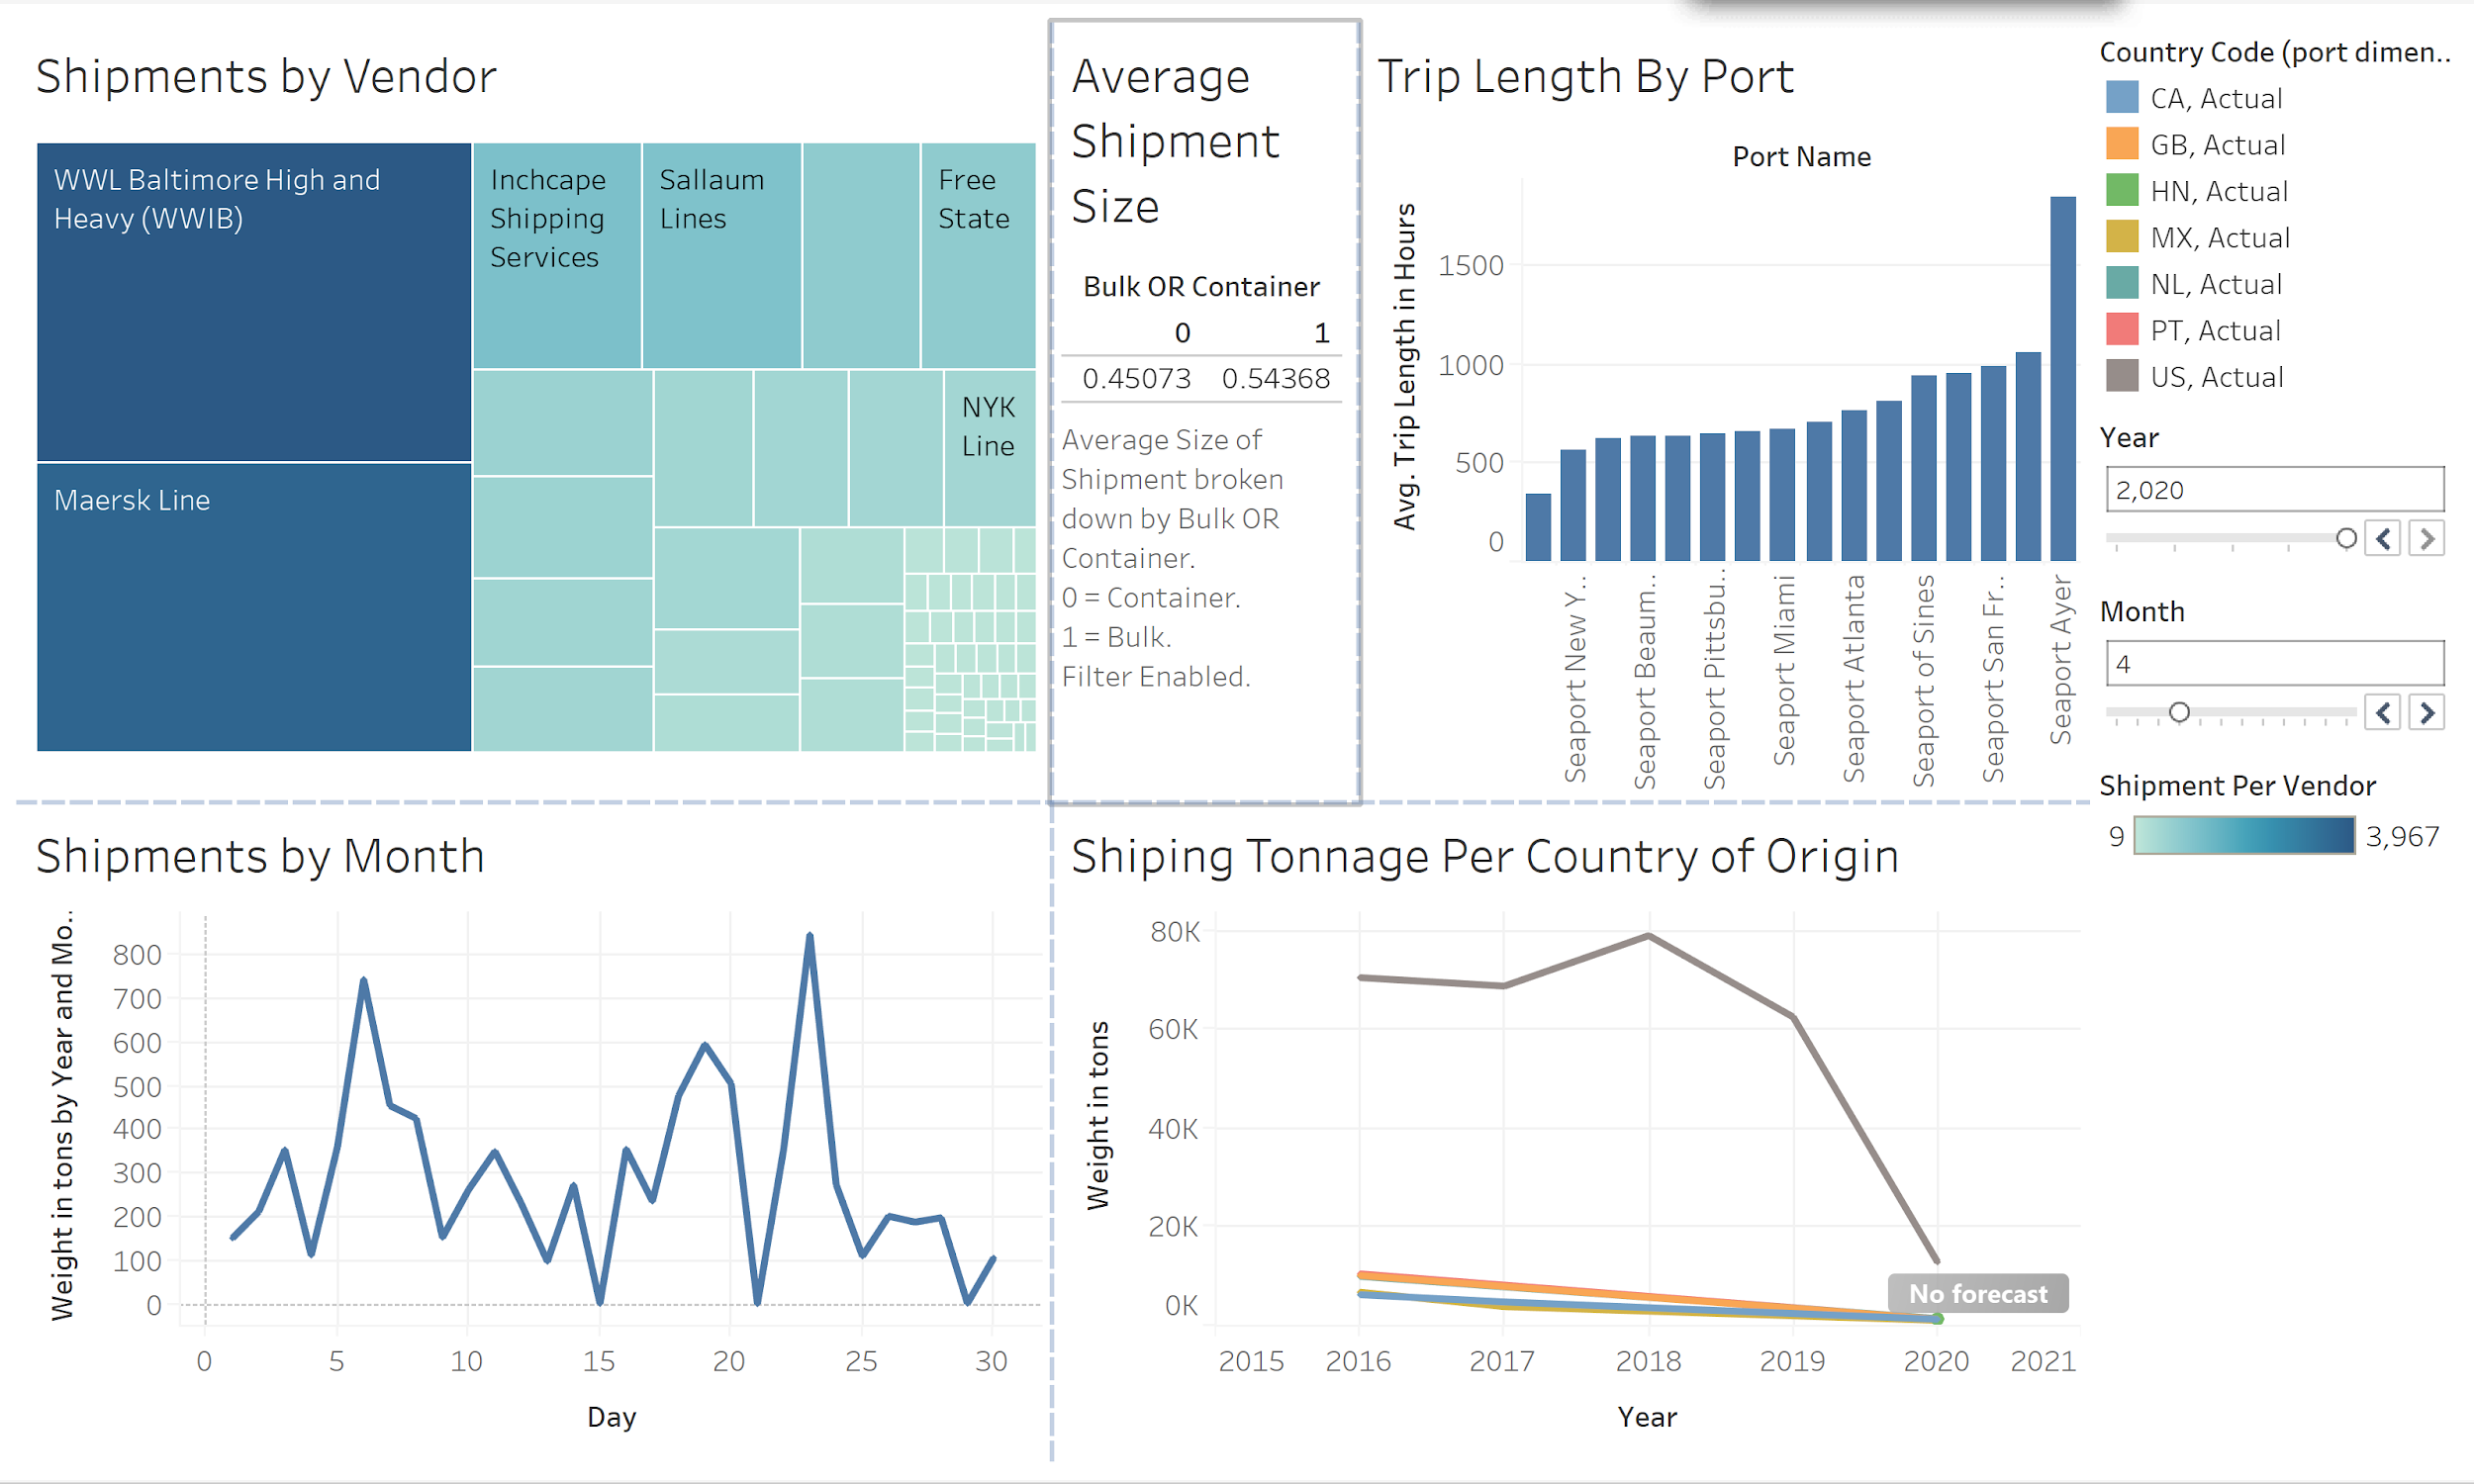 Shipments by Vendor
WWL Baltimore High and
Heavy (WWIB)
Maersk Line
Inchcape
Shipping
Services
Sallaum
Lines
Free
State
NYK
Line
Average
Shipment
Size
Bulk OR Container
0 1
0.45073 0.54368
Average Size of
Shipment broken
down by Bulk OR
Container.
0 = Container.
1 = Bulk.
Filter Enabled.
Trip Length By Port
Port Name
Avg. Trip Length in Hours
1500
1000
500
0
Seaport New Y..
Seaport Beaum..
Seaport Pittsbu..
Seaport Miami
Seaport Atlanta
Seaport of Sines
Seaport San Fr..
Seaport Ayer
Country Code (port dimen..
CA, Actual
GB, Actual
HN, Actual
MX, Actual
NL, Actual
PT, Actual
US, Actual
Year
2,020
Month
4
Shipment Per Vendor
9 3,967
Shipments by Month
Weight in tons by Year and Mo..
800
700
600
500
400
300
200
100
0
0 5 10 15 20 25 30
Day
Shiping Tonnage Per Country of Origin
Weight in tons
80K
60K
40K
20K
0K
No forecast
2015 2016 2017 2018 2019 2020 2021
Year